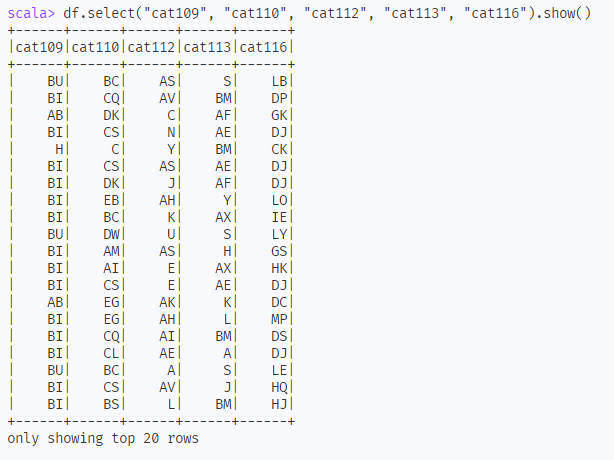 scala> df.select("cat109", "cat110", "cat112", "cat113", "cat116").show()
+------+------+------+------+------+
|cat109|cat110|cat112|cat113|cat116|
+------+------+------+------+------+
|    BU|    BC|    AS|     S|    LB|
|    BI|    CQ|    AV|    BM|    DP|
|    AB|    DK|     C|    AF|    GK|
|    BI|    CS|     N|    AE|    DJ|
|     H|     C|     Y|    BM|    CK|
|    BI|    CS|    AS|    AE|    DJ|
|    BI|    DK|     J|    AF|    DJ|
|    BI|    EB|    AH|     Y|    LO|
|    BI|    BC|     K|    AX|    IE|
|    BU|    DW|     U|     S|    LY|
|    BI|    AM|    AS|     H|    GS|
|    BI|    AI|     E|    AX|    HK|
|    BI|    CS|     E|    AE|    DJ|
|    AB|    EG|    AK|     K|    DC|
|    BI|    EG|    AH|     L|    MP|
|    BI|    CQ|    AI|    BM|    DS|
|    BI|    CL|    AE|     A|    DJ|
|    BU|    BC|     A|     S|    LE|
|    BI|    CS|    AV|     J|    HQ|
|    BI|    BS|     L|    BM|    HJ|
+------+------+------+------+------+
only showing top 20 rows